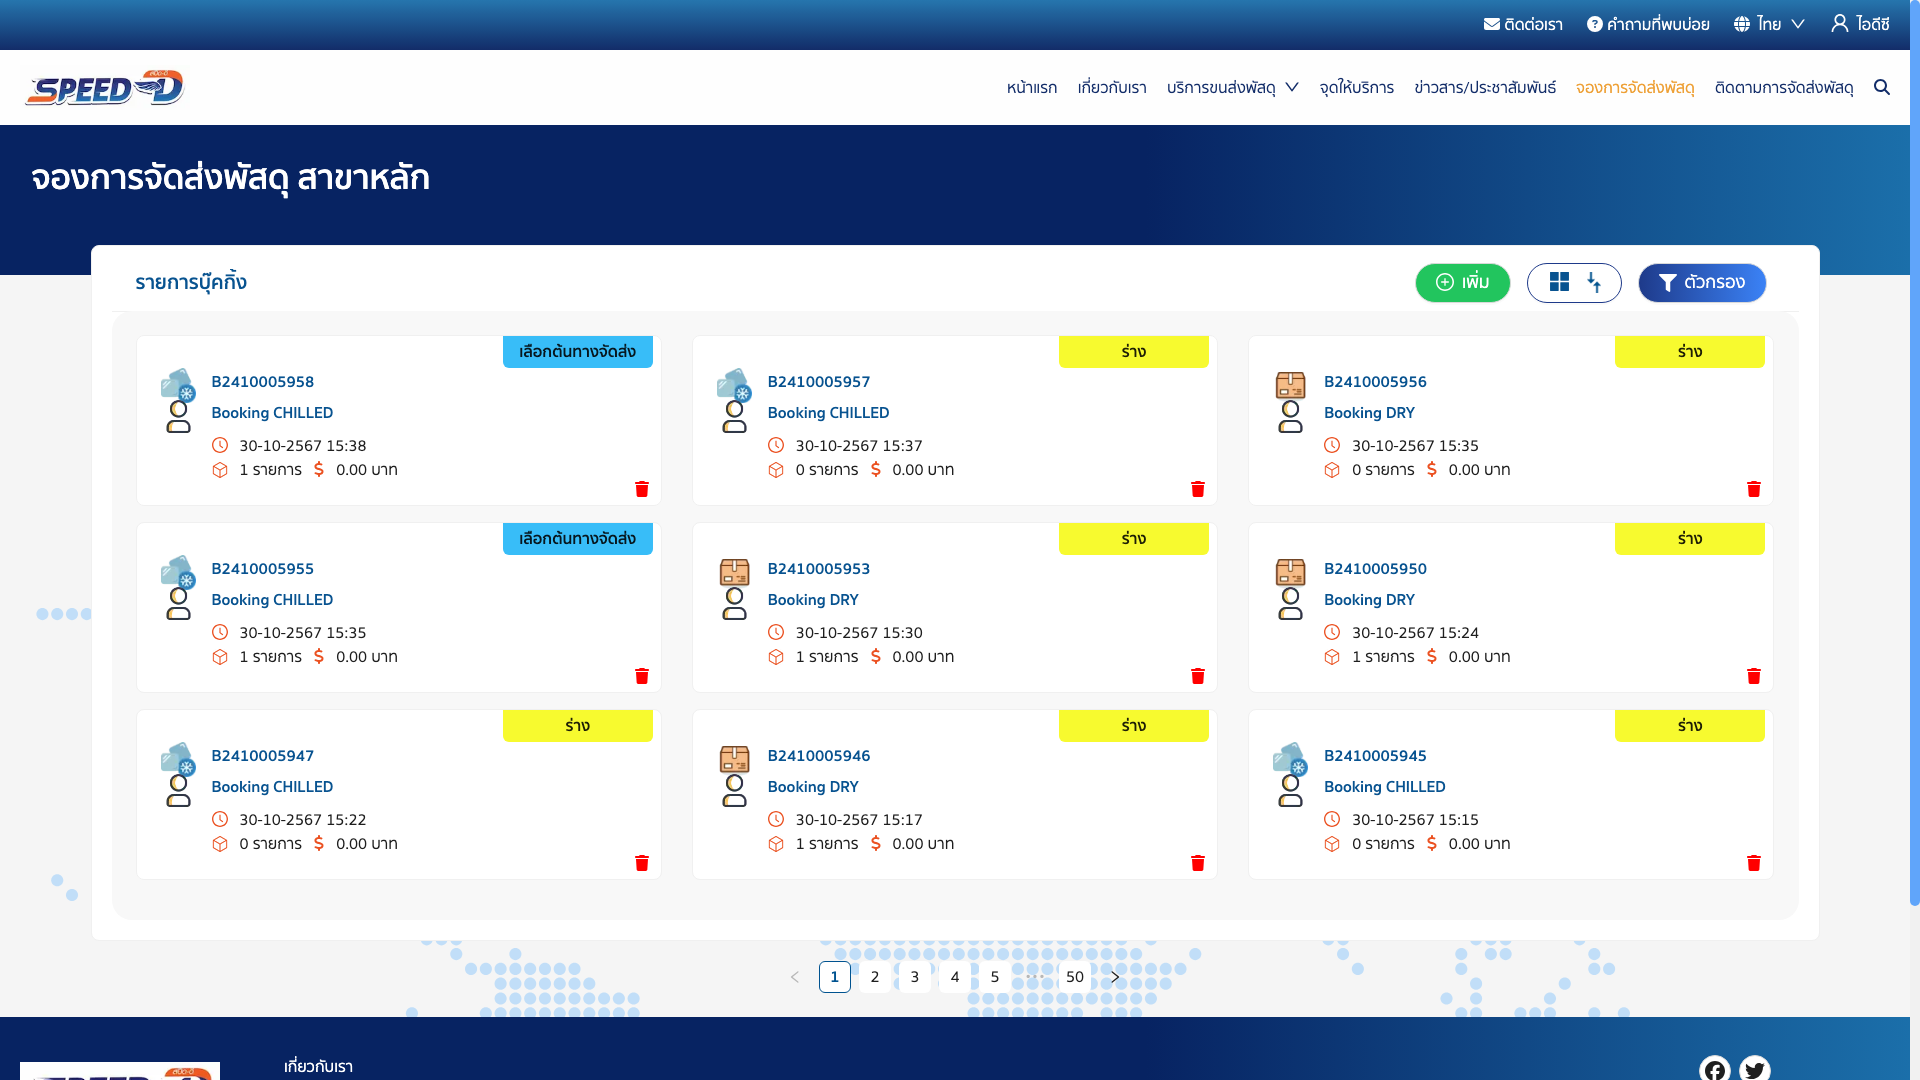 ติดต่อเรา คำถามที่พบบ่อย ไทย ไอดีซี
SPEED-D
หน้าแรก เกี่ยวกับเรา บริการขนส่งพัสดุ จุดให้บริการ ข่าวสาร/ประชาสัมพันธ์ จองการจัดส่งพัสดุ ติดตามการจัดส่งพัสดุ
จองการจัดส่งพัสดุ สาขาหลัก
รายการบุ๊คกิ้ง
เพิ่ม ตัวกรอง
เลือกต้นทางจัดส่ง
B2410005958
Booking CHILLED
30-10-2567 15:38
1 รายการ $ 0.00 บาท
ร่าง
B2410005957
Booking CHILLED
30-10-2567 15:37
0 รายการ $ 0.00 บาท
ร่าง
B2410005956
Booking DRY
30-10-2567 15:35
0 รายการ $ 0.00 บาท
เลือกต้นทางจัดส่ง
B2410005955
Booking CHILLED
30-10-2567 15:35
1 รายการ $ 0.00 บาท
ร่าง
B2410005953
Booking DRY
30-10-2567 15:30
1 รายการ $ 0.00 บาท
ร่าง
B2410005950
Booking DRY
30-10-2567 15:24
1 รายการ $ 0.00 บาท
ร่าง
B2410005947
Booking CHILLED
30-10-2567 15:22
0 รายการ $ 0.00 บาท
ร่าง
B2410005946
Booking DRY
30-10-2567 15:17
1 รายการ $ 0.00 บาท
ร่าง
B2410005945
Booking CHILLED
30-10-2567 15:15
0 รายการ $ 0.00 บาท
1 2 3 4 5 ••• 50
เกี่ยวกับเรา